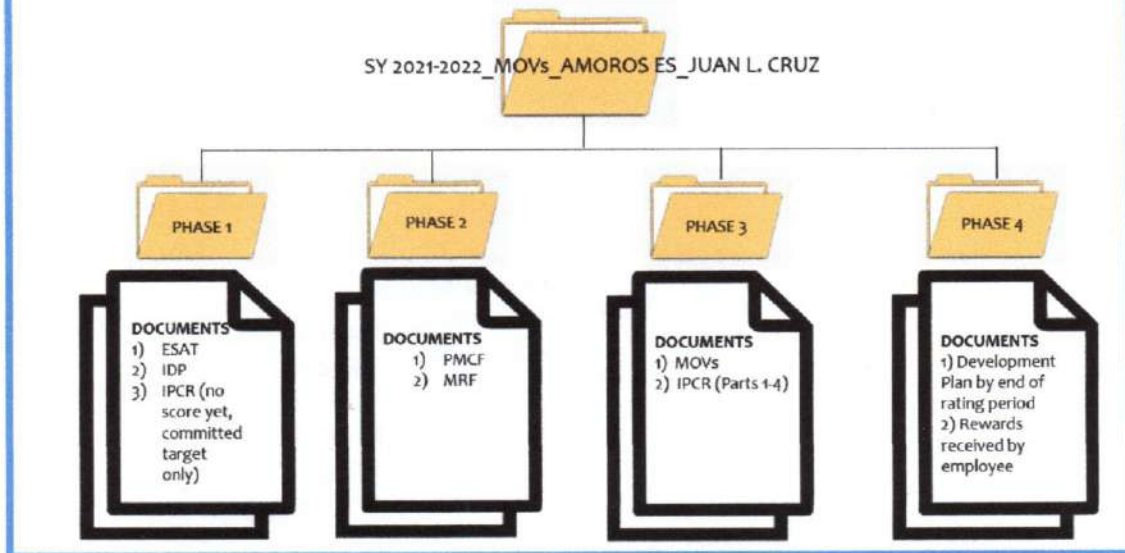 SY 2021-2022_MOVs_AMOROS ES_JUAN L. CRUZ
PHASE 1
PHASE 2
PHASE 3
PHASE 4
DOCUMENTS
1) ESAT
2) IDP
3) IPCR (no
score yet,
committed
target
only)
DOCUMENTS
1) PMCF
2) MRF
DOCUMENTS
1) MOVs
2) IPCR (Parts 1-4)
DOCUMENTS
1) Development
Plan by end of
rating period
2) Rewards
received by
employee